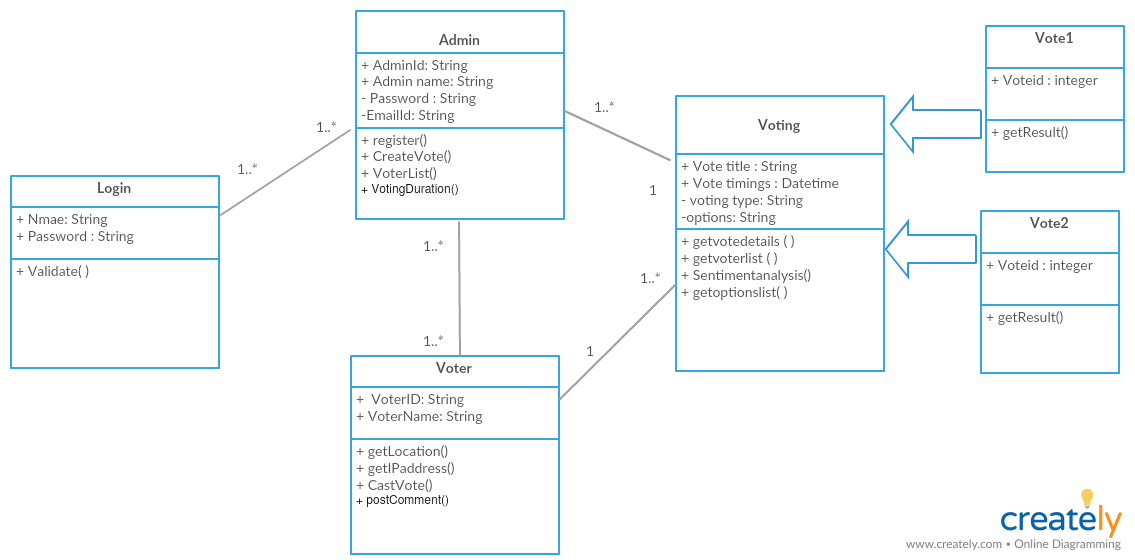 Admin
+ AdminId: String
+ Admin name: String
- Password : String
-EmailId: String
+ register()
+ CreateVote()
+ VoterList()
+ VotingDuration()
1..*
1..*
Login
+ Nmae: String
+ Password : String
+ Validate( )
1..*
1
Voting
+ Vote title : String
+ Vote timings : Datetime
- voting type: String
-options: String
+ getvotedetails ( )
+ getvoterlist ( )
+ Sentimentanalysis()
+ getoptionslist( )
Vote1
+ Voteid : integer
+ getResult()
Vote2
+ Voteid : integer
+ getResult()
1..*
1..*
1..*
1
Voter
+ VoterID: String
+ VoterName: String
+ getLocation()
+ getIPaddress()
+ CastVote()
+ postComment()
creately
www.creately.com • Online Diagramming